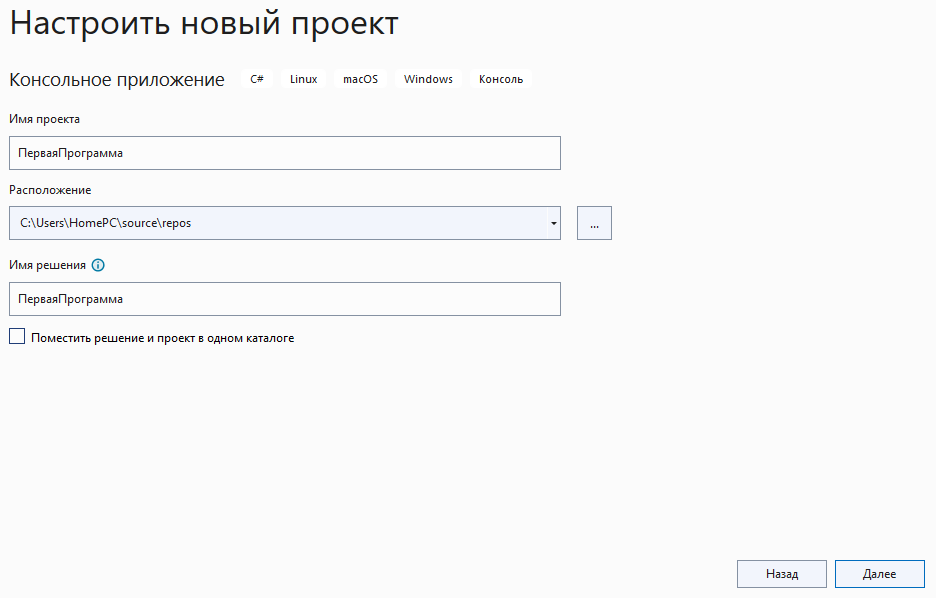 Настроить новый проект
Консольное приложение C# Linux macOS Windows Консоль
Имя проекта
ПерваяПрограмма
Расположение
C:\Users\HomePC\source\repos
...
Имя решения
ПерваяПрограмма
Поместить решение и проект в одном каталоге
Назад Далее